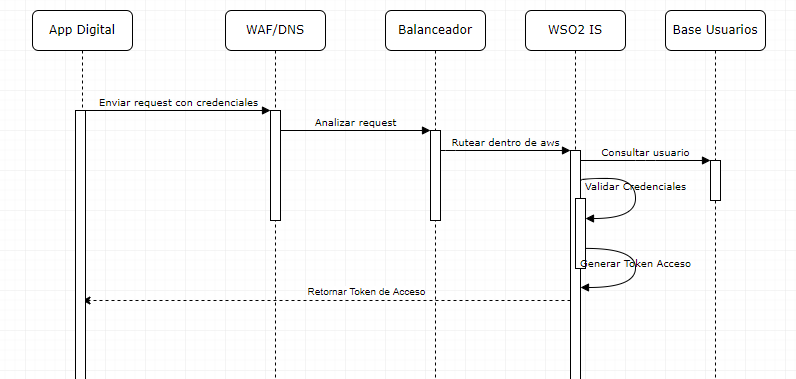 App Digital
WAF/DNS
Balanceador
WSO2 IS
Base Usuarios
Enviar request con credenciales
Analizar request
Rutear dentro de aws
Consultar usuario
Validar Credenciales
Generar Token Acceso
Retornar Token de Acceso